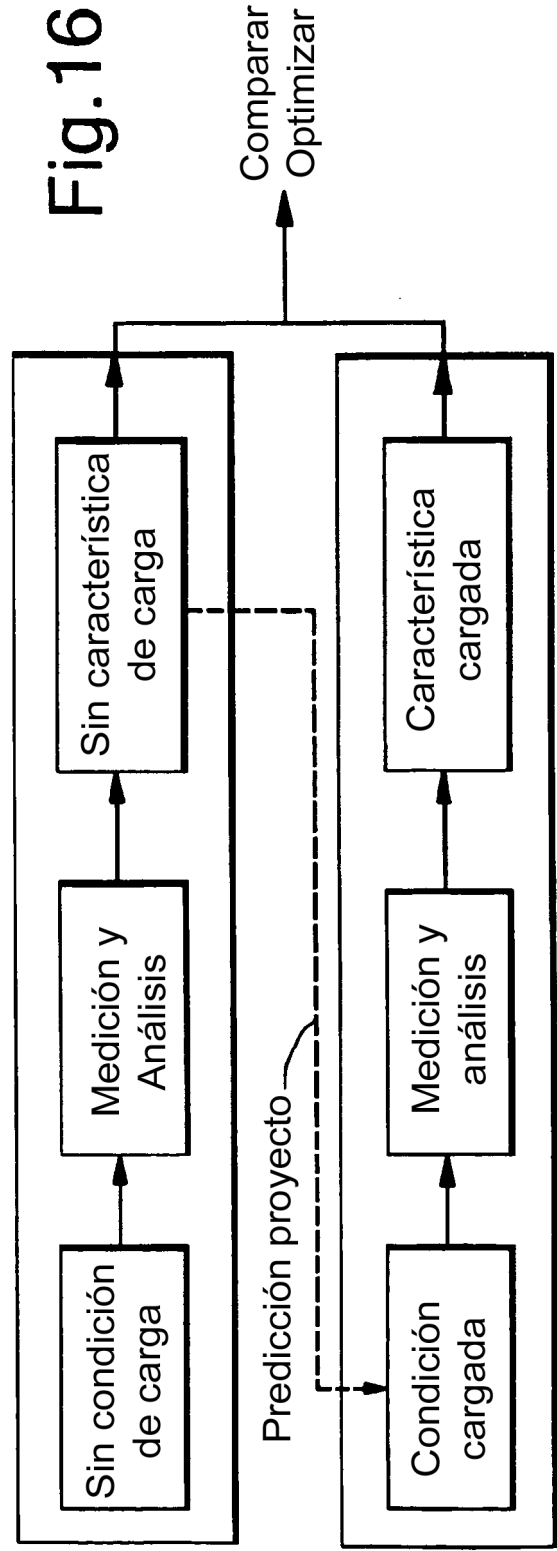 Fig.16
Sin condición
de carga
Medición y
Análisis
Sin característica
de carga
Comparar
Optimizar
Predicción proyecto
Condición
cargada
Medición y
análisis
Característica
cargada